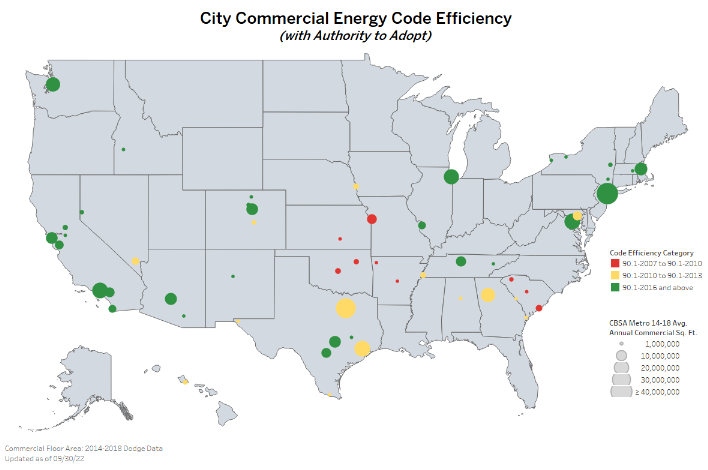 City Commercial Energy Code Efficiency
(with Authority to Adopt)
Code Efficiency Category
90.1-2007 to 90.1-2010
90.1-2010 to 90.1-2013
90.1-2016 and above
CBSA Metro 14-18 Avg.
Annual Commercial Sq. Ft.
1,000,000
10,000,000
20,000,000
30,000,000
≥ 40,000,000
Commercial Floor Area: 2014-2018 Dodge Data
Updated as of 09/30/22